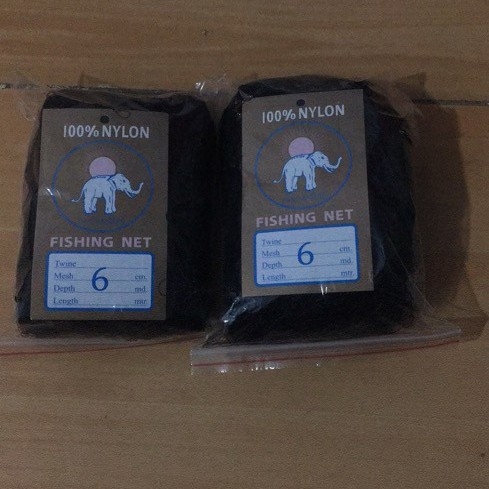 100% NYLON
FISHING NET
Twine
Mesh 6 cm.
Depth md.
Length mtr.
100% NYLON
FISHING NET
Twine
Mesh 6 cm.
Depth md.
Length mtr.